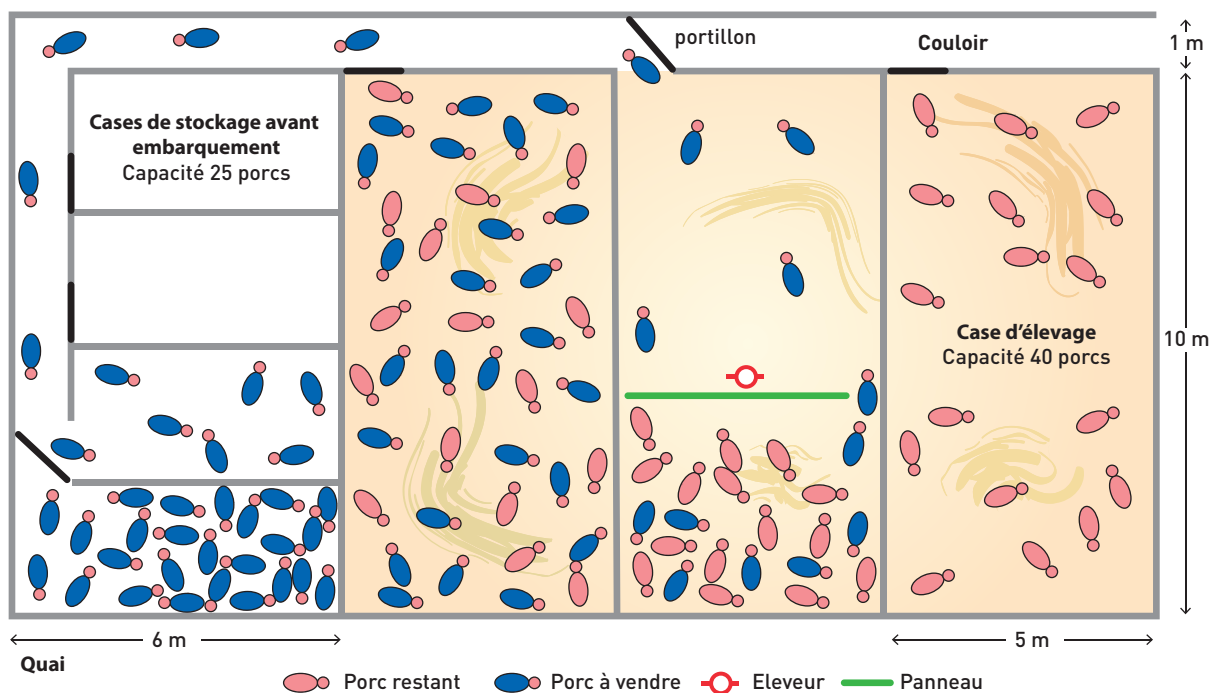 portillon
Couloir
1 m
Cases de stockage avant
embarquement
Capacité 25 porcs
Case d'élevage
Capacité 40 porcs
10 m
6 m
5 m
Quai
Porc restant
Porc à vendre
Eleveur
Panneau